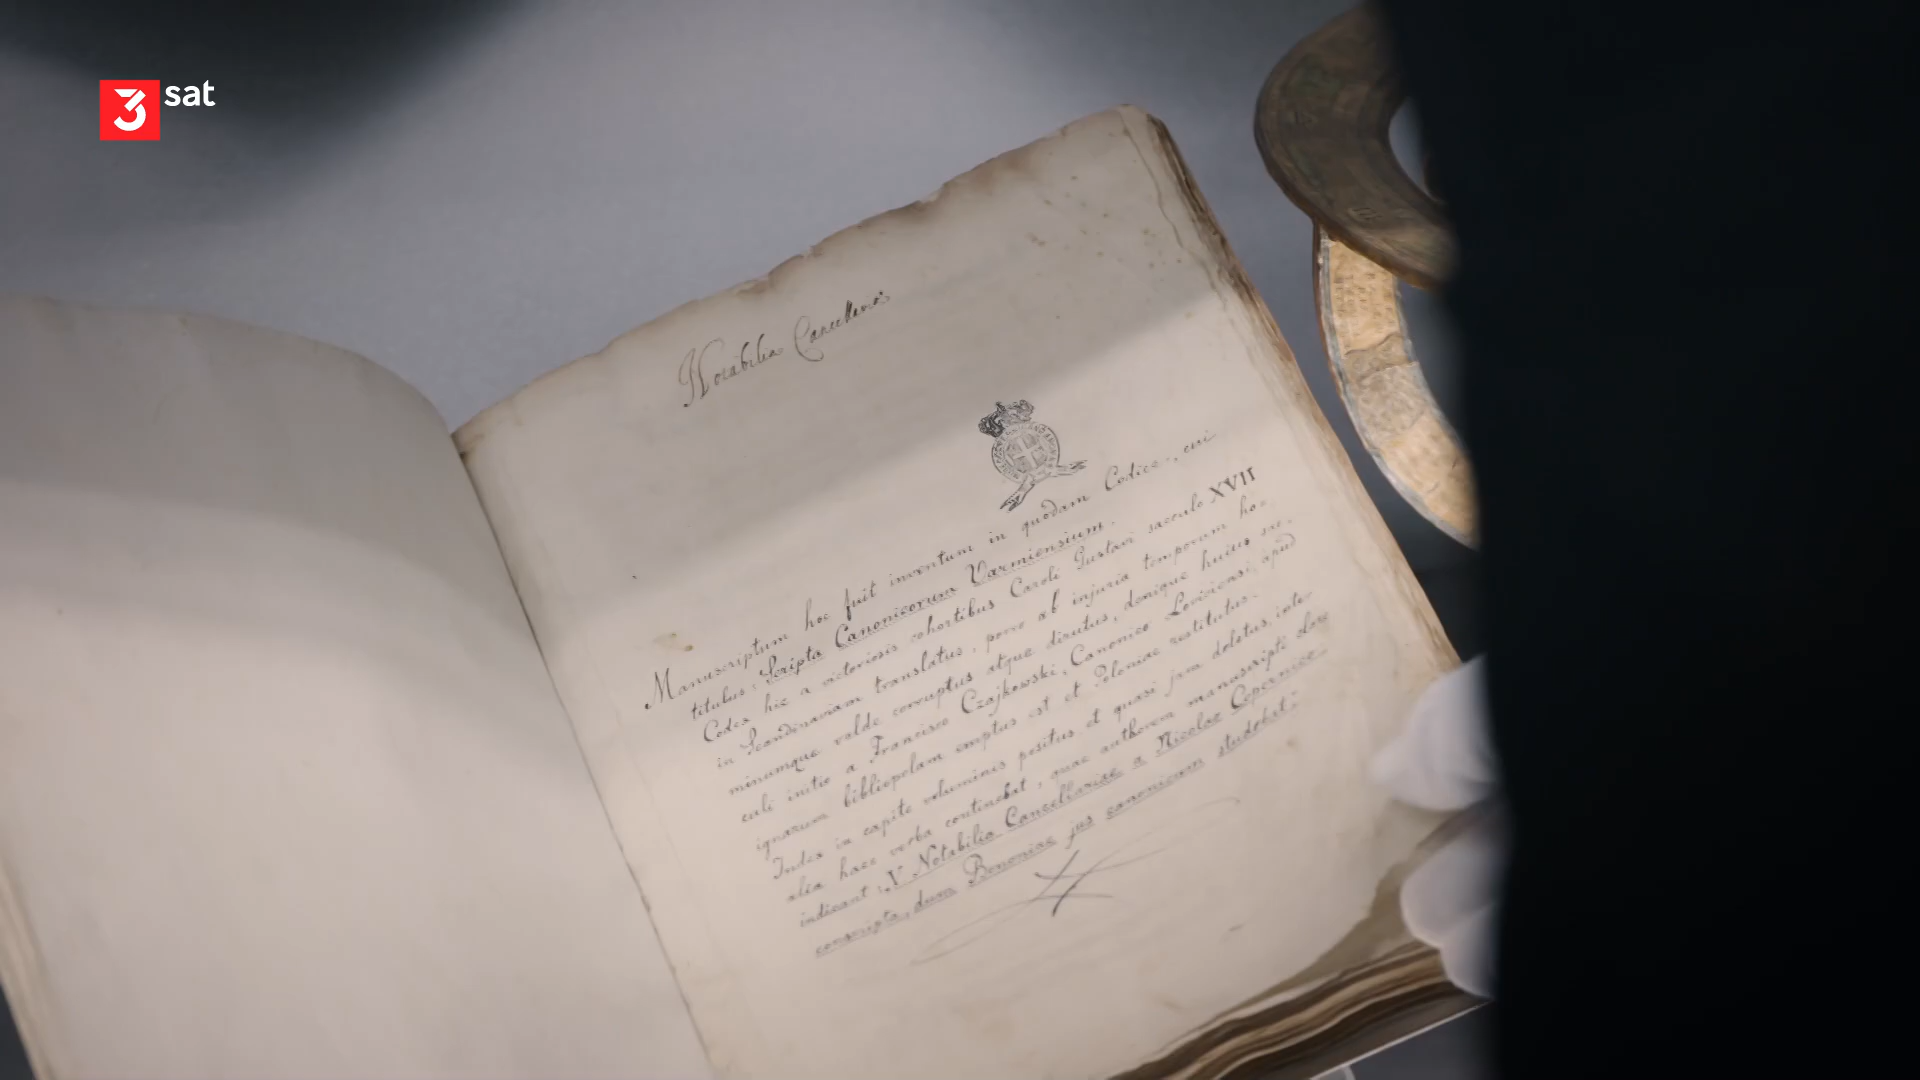 3sat
Notabilia Cancellari
Manuscriptum hoc fuit inventum in quodam Codice, cui
titulus: Scripta Canonicorum Varmiensium.
Codex hic a victoriosis cohortibus Caroli Gustavi saeculo XVII
in Scandinaviam translatus, porro ab injuria temporum ho-
minumque valde corruptus atque dirutus, denique huius sae-
culi initio a Francisco Czajkowski, Canonico Loviciensi, apud
ignarum bibliopolam emptus est et Poloniae restitutus.
Index in capite voluminis positus et quasi jam deletus, inter
alia haec verba continebat, quae authorem manuscripti clare
indicant: V Notabilia Cancellariae a Nicolao Copernico
conscripta, dum Bononiae jus canonicum studebat.